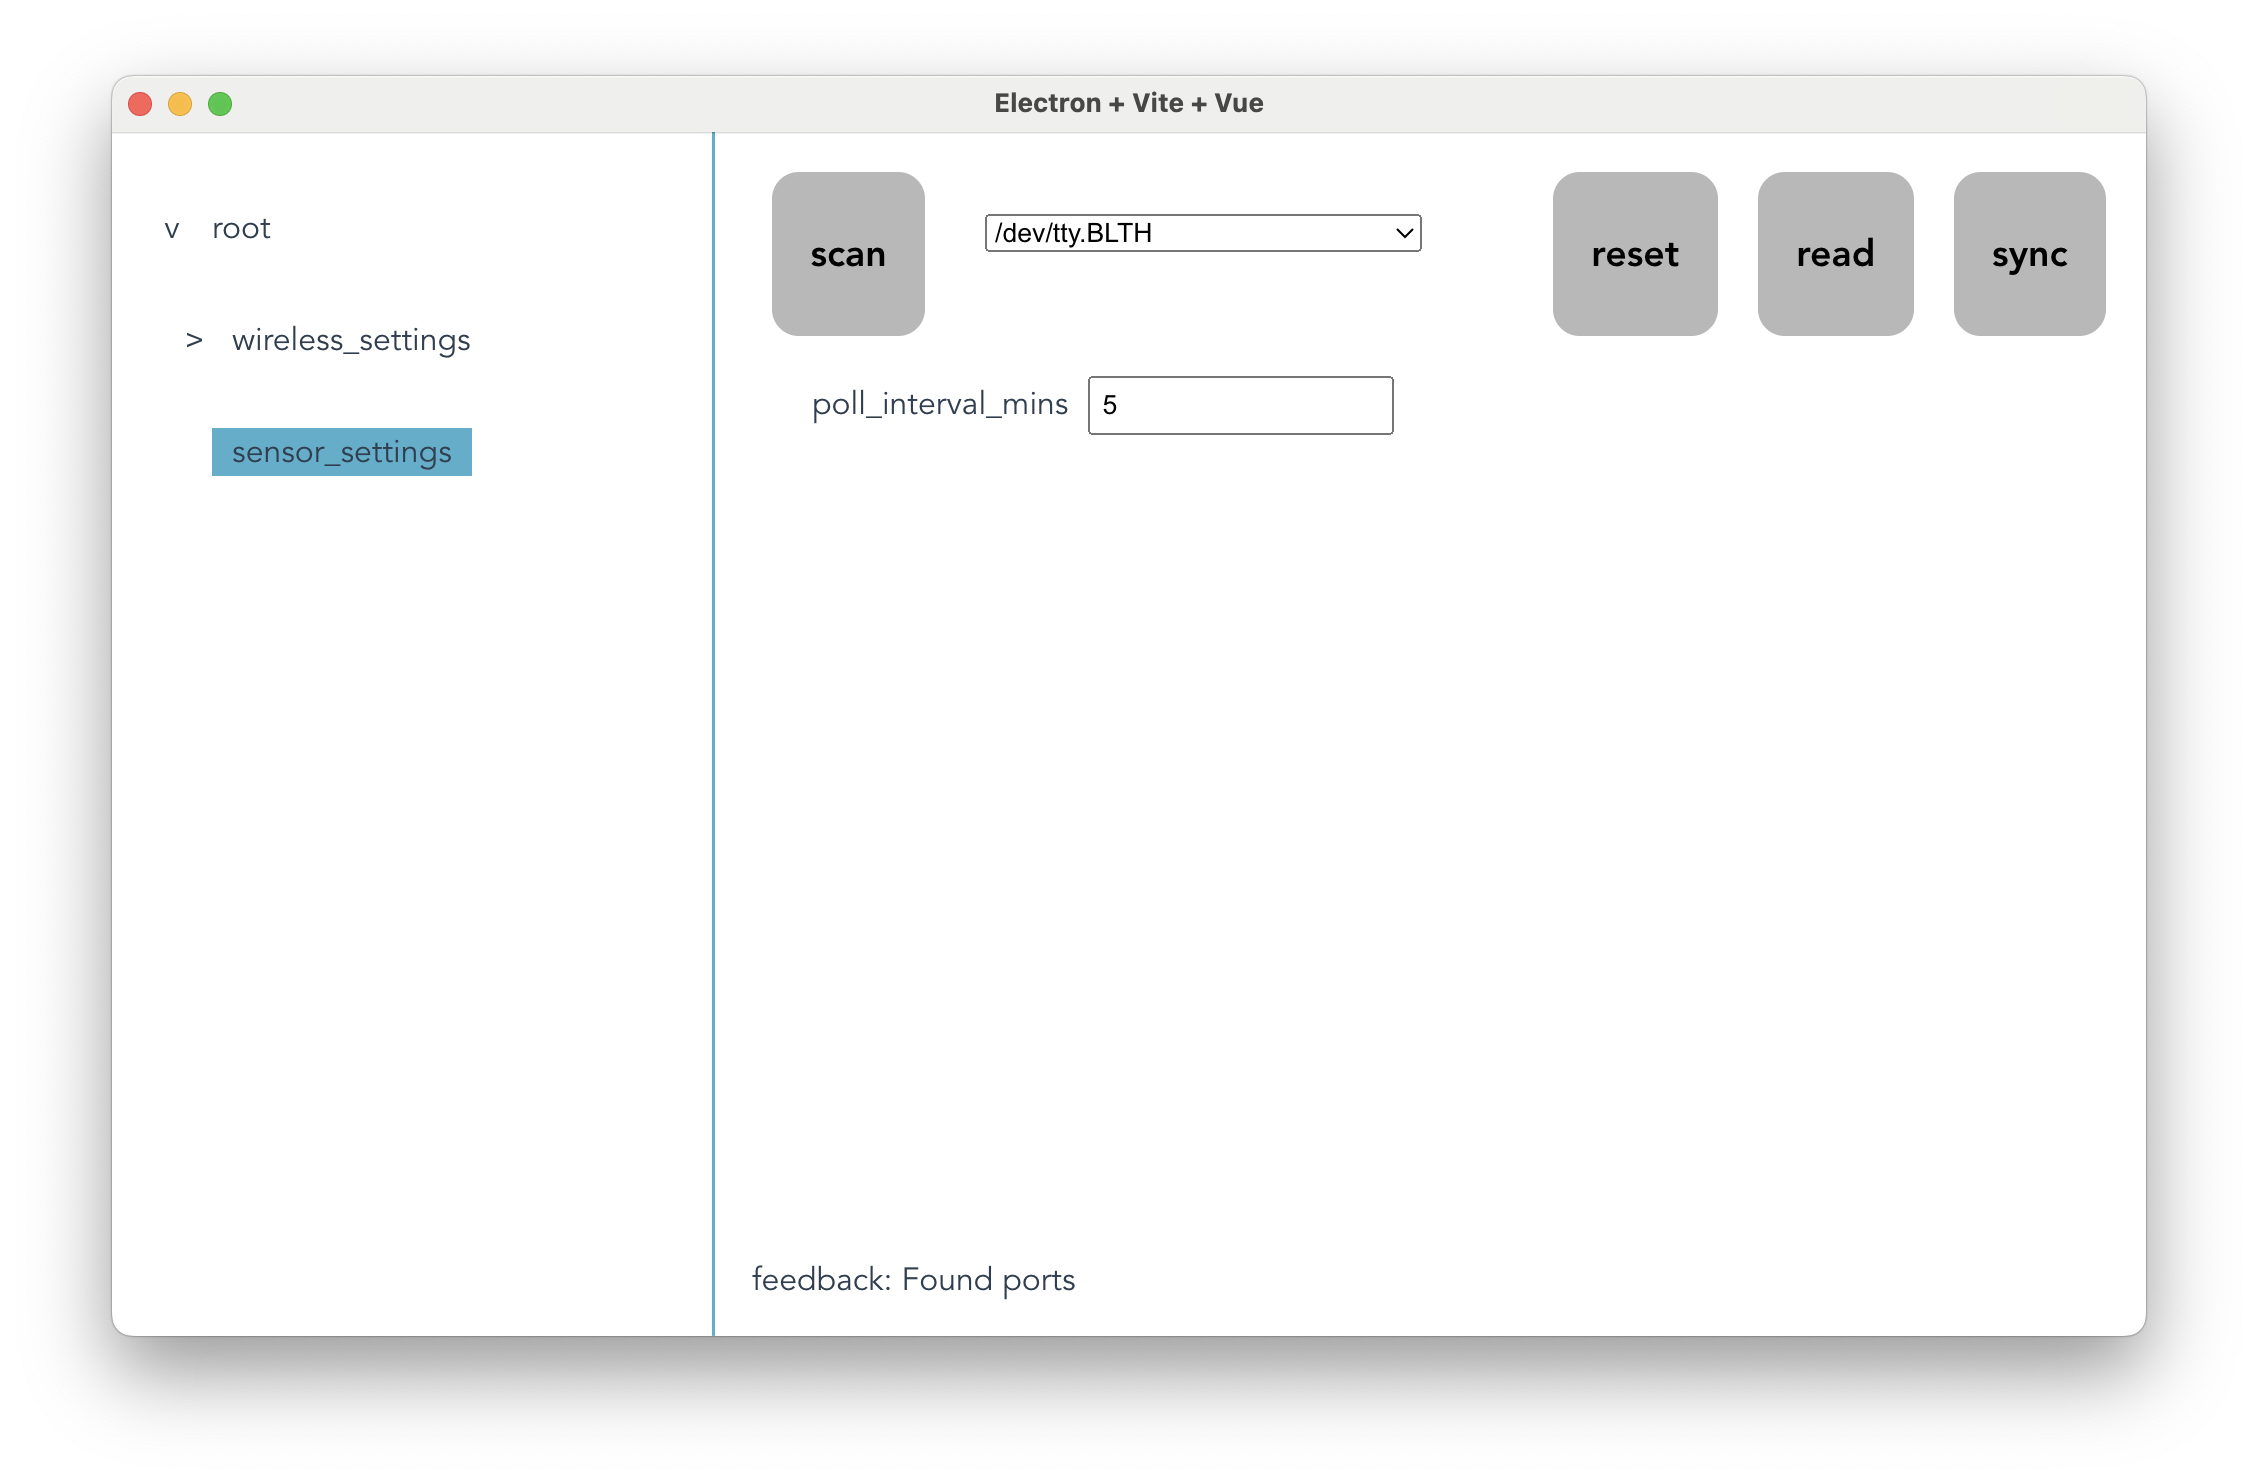 Electron + Vite + Vue
v root
> wireless_settings
sensor_settings
scan
/dev/tty.BLTH
reset
read
sync
poll_interval_mins 5
feedback: Found ports